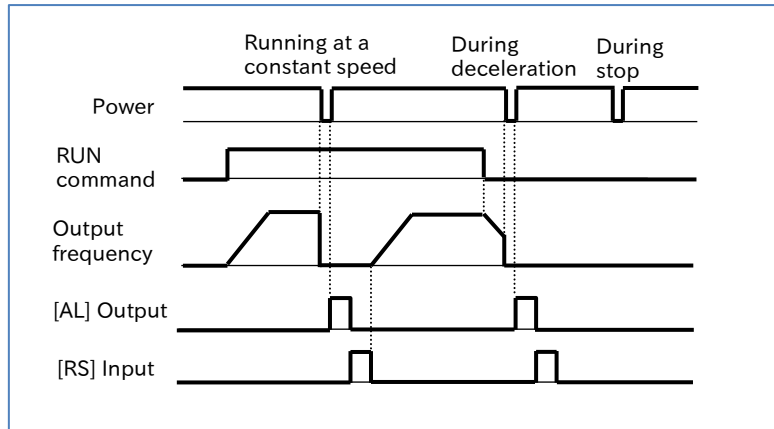 Running at a
constant speed
During
deceleration
During
stop
Power
RUN
command
Output
frequency
[AL] Output
[RS] Input